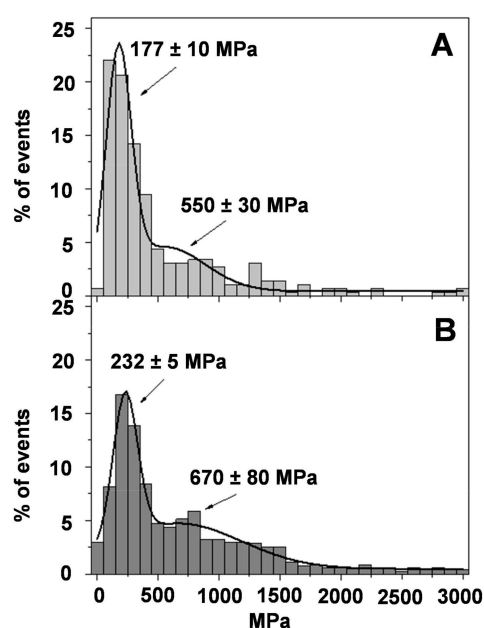 25
20
15
10
5
0
% of events
A
177 ± 10 MPa
550 ± 30 MPa
25
20
15
10
5
0
% of events
B
232 ± 5 MPa
670 ± 80 MPa
0 500 1000 1500 2000 2500 3000
MPa